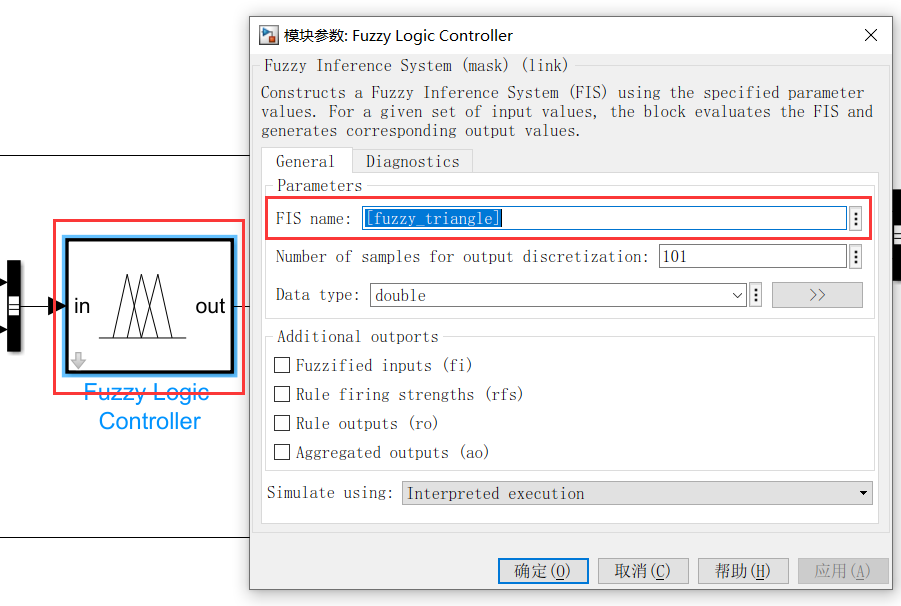 模块参数: Fuzzy Logic Controller
Fuzzy Inference System (mask) (link)
Constructs a Fuzzy Inference System (FIS) using the specified parameter
values. For a given set of input values, the block evaluates the FIS and
generates corresponding output values.
General Diagnostics
Parameters
FIS name: [fuzzy_triangle]
Number of samples for output discretization: 101
Data type: double >>
Additional outports
Fuzzified inputs (fi)
Rule firing strengths (rfs)
Rule outputs (ro)
Aggregated outputs (ao)
Simulate using: Interpreted execution
确定(O) 取消(C) 帮助(H) 应用(A)
in out
Fuzzy Logic
Controller